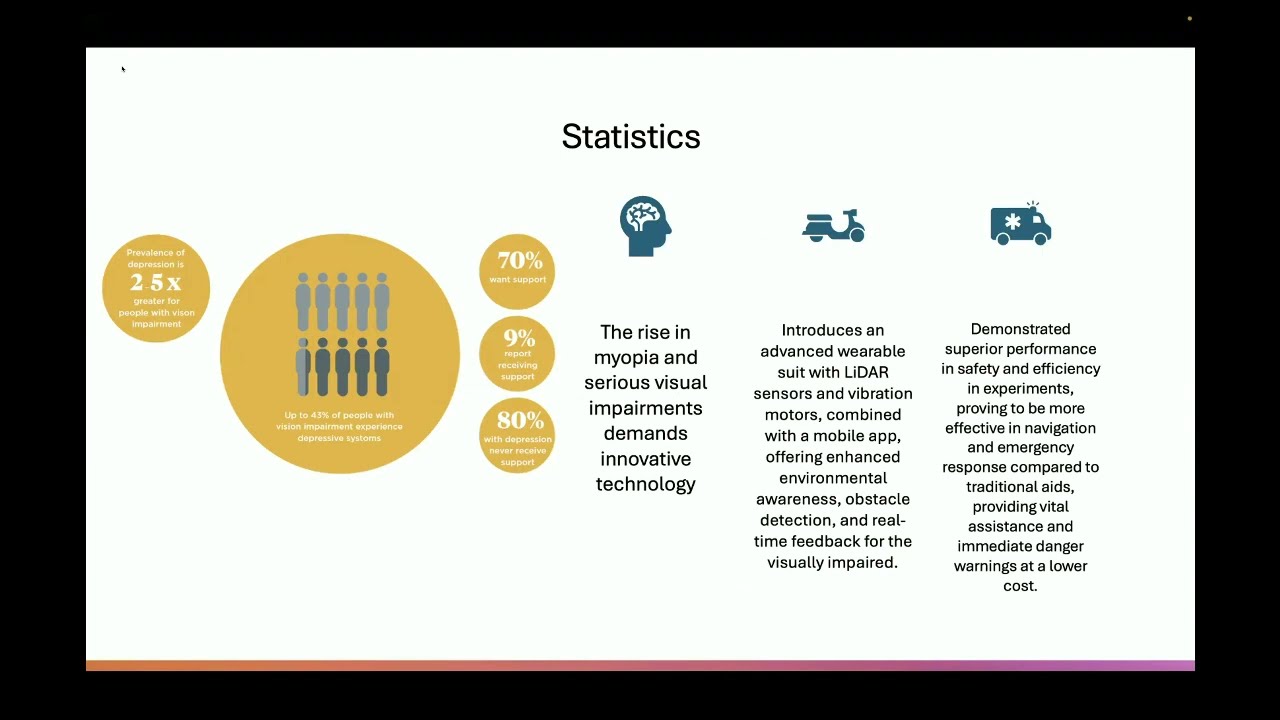 Statistics
Prevalence of
depression is
2-5x
greater for
people with vison
impairment
Up to 43% of people with
vision impairment experience
depressive systoms
70%
want support
9%
report
receiving
support
80%
with depression
never receive
support
The rise in
myopia and
serious visual
impairments
demands
innovative
technology
Introduces an
advanced wearable
suit with LiDAR
sensors and vibration
motors, combined
with a mobile app,
offering enhanced
environmental
awareness, obstacle
detection, and real-
time feedback for the
visually impaired.
Demonstrated
superior performance
in safety and efficiency
in experiments,
proving to be more
effective in navigation
and emergency
response compared to
traditional aids,
providing vital
assistance and
immediate danger
warnings at a lower
cost.